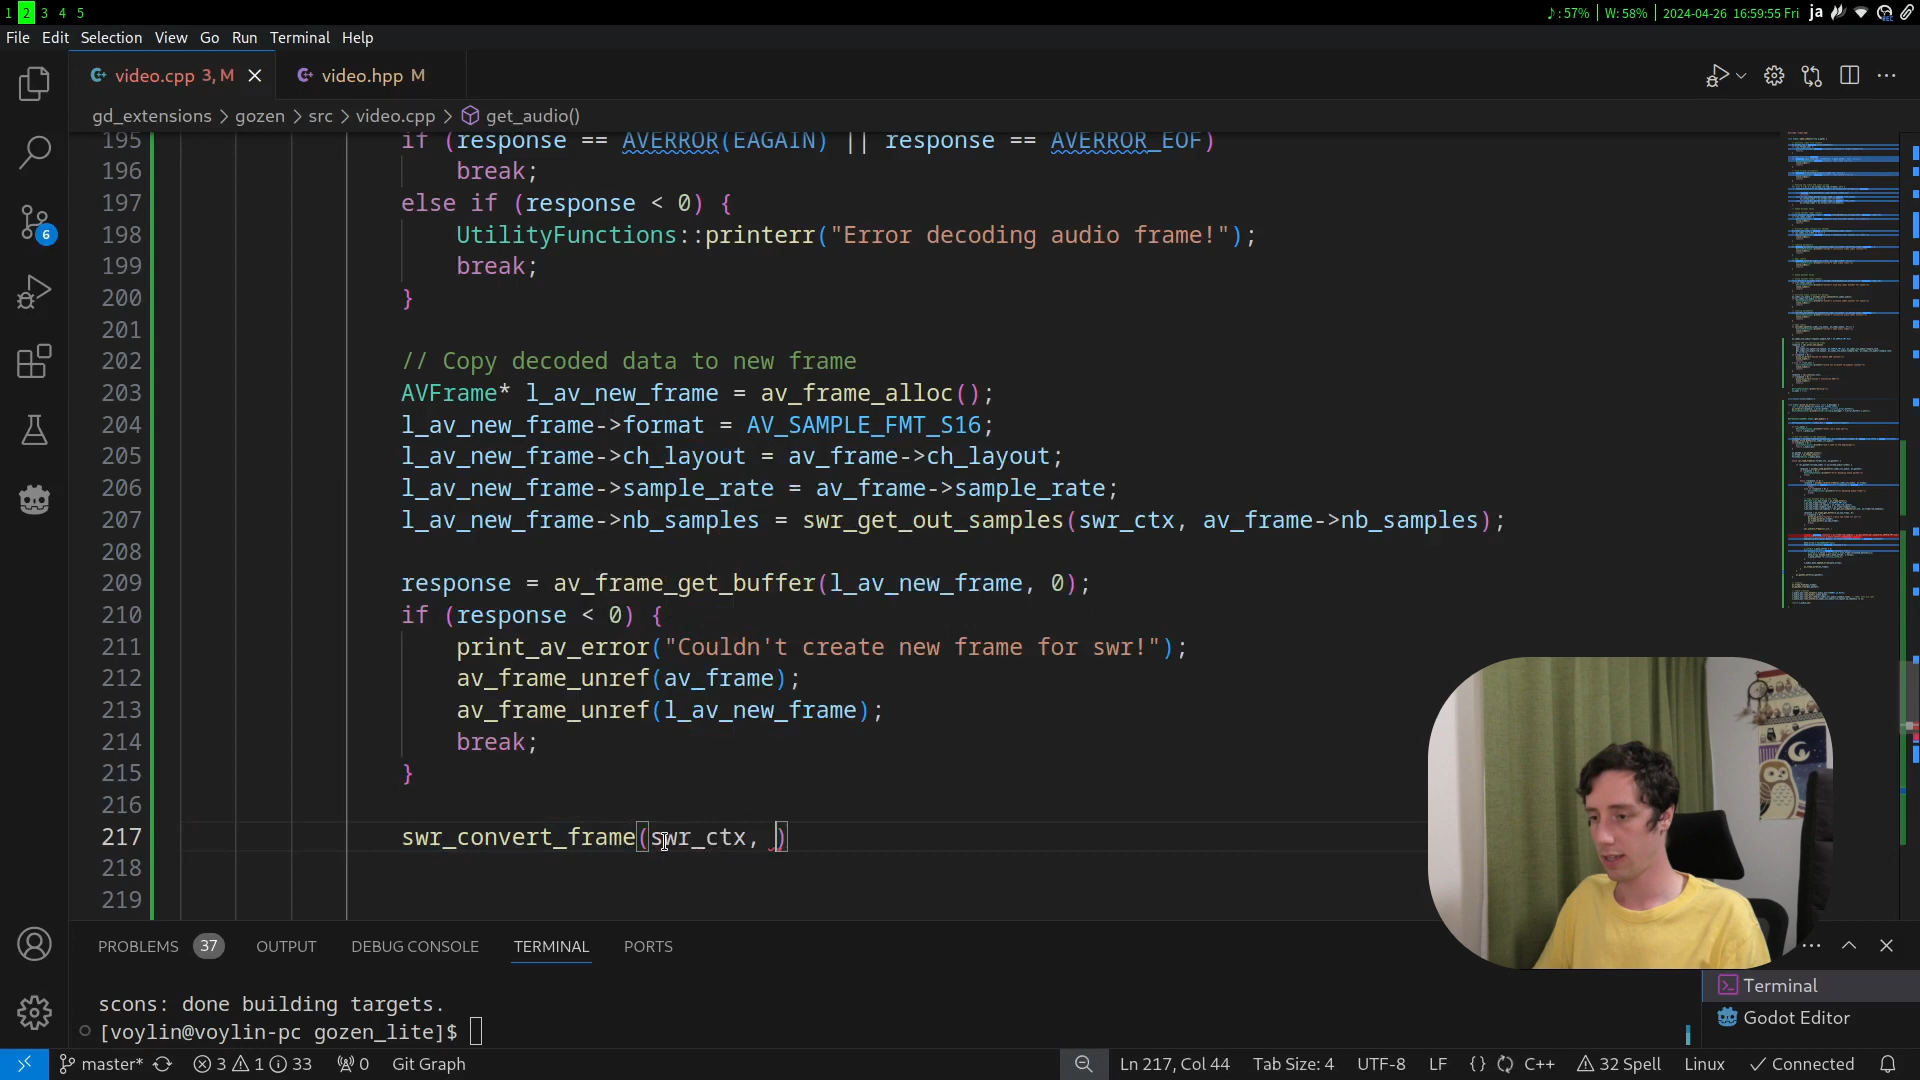 1 2 3 4 5 ♪: 57% | W: 58% | 2024-04-26 16:59:55 Fri ja
File Edit Selection View Go Run Terminal Help
video.cpp 3, M video.hpp M
gd_extensions > gozen > src > video.cpp > get_audio()
195 if (response == AVERROR(EAGAIN) || response == AVERROR_EOF)
196 break;
197 else if (response < 0) {
198 UtilityFunctions::printerr("Error decoding audio frame!");
199 break;
200 }
201
202 // Copy decoded data to new frame
203 AVFrame* l_av_new_frame = av_frame_alloc();
204 l_av_new_frame->format = AV_SAMPLE_FMT_S16;
205 l_av_new_frame->ch_layout = av_frame->ch_layout;
206 l_av_new_frame->sample_rate = av_frame->sample_rate;
207 l_av_new_frame->nb_samples = swr_get_out_samples(swr_ctx, av_frame->nb_samples);
208
209 response = av_frame_get_buffer(l_av_new_frame, 0);
210 if (response < 0) {
211 print_av_error("Couldn't create new frame for swr!");
212 av_frame_unref(av_frame);
213 av_frame_unref(l_av_new_frame);
214 break;
215 }
216
217 swr_convert_frame(swr_ctx, )
218
219
6
PROBLEMS 37 OUTPUT DEBUG CONSOLE TERMINAL PORTS
scons: done building targets.
[voylin@voylin-pc gozen_lite]$
Terminal
Godot Editor
master* 3 1 33 0 Git Graph Ln 217, Col 44 Tab Size: 4 UTF-8 LF {} C++ 32 Spell Linux Connected